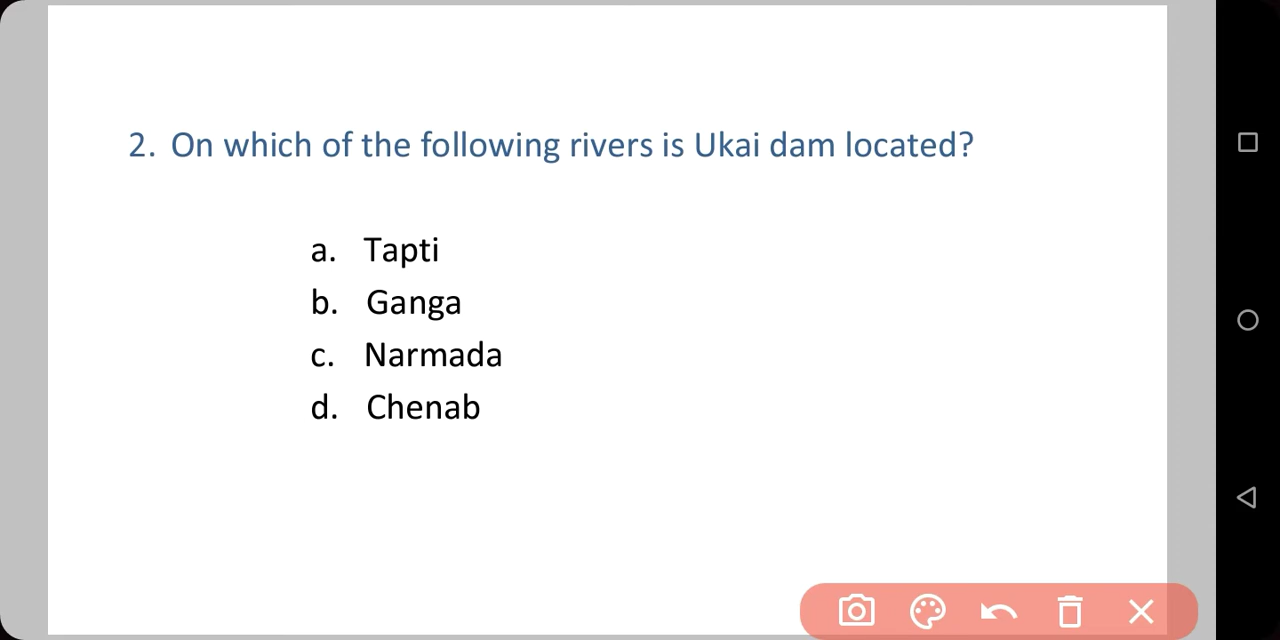 2. On which of the following rivers is Ukai dam located?
a. Tapti
b. Ganga
c. Narmada
d. Chenab